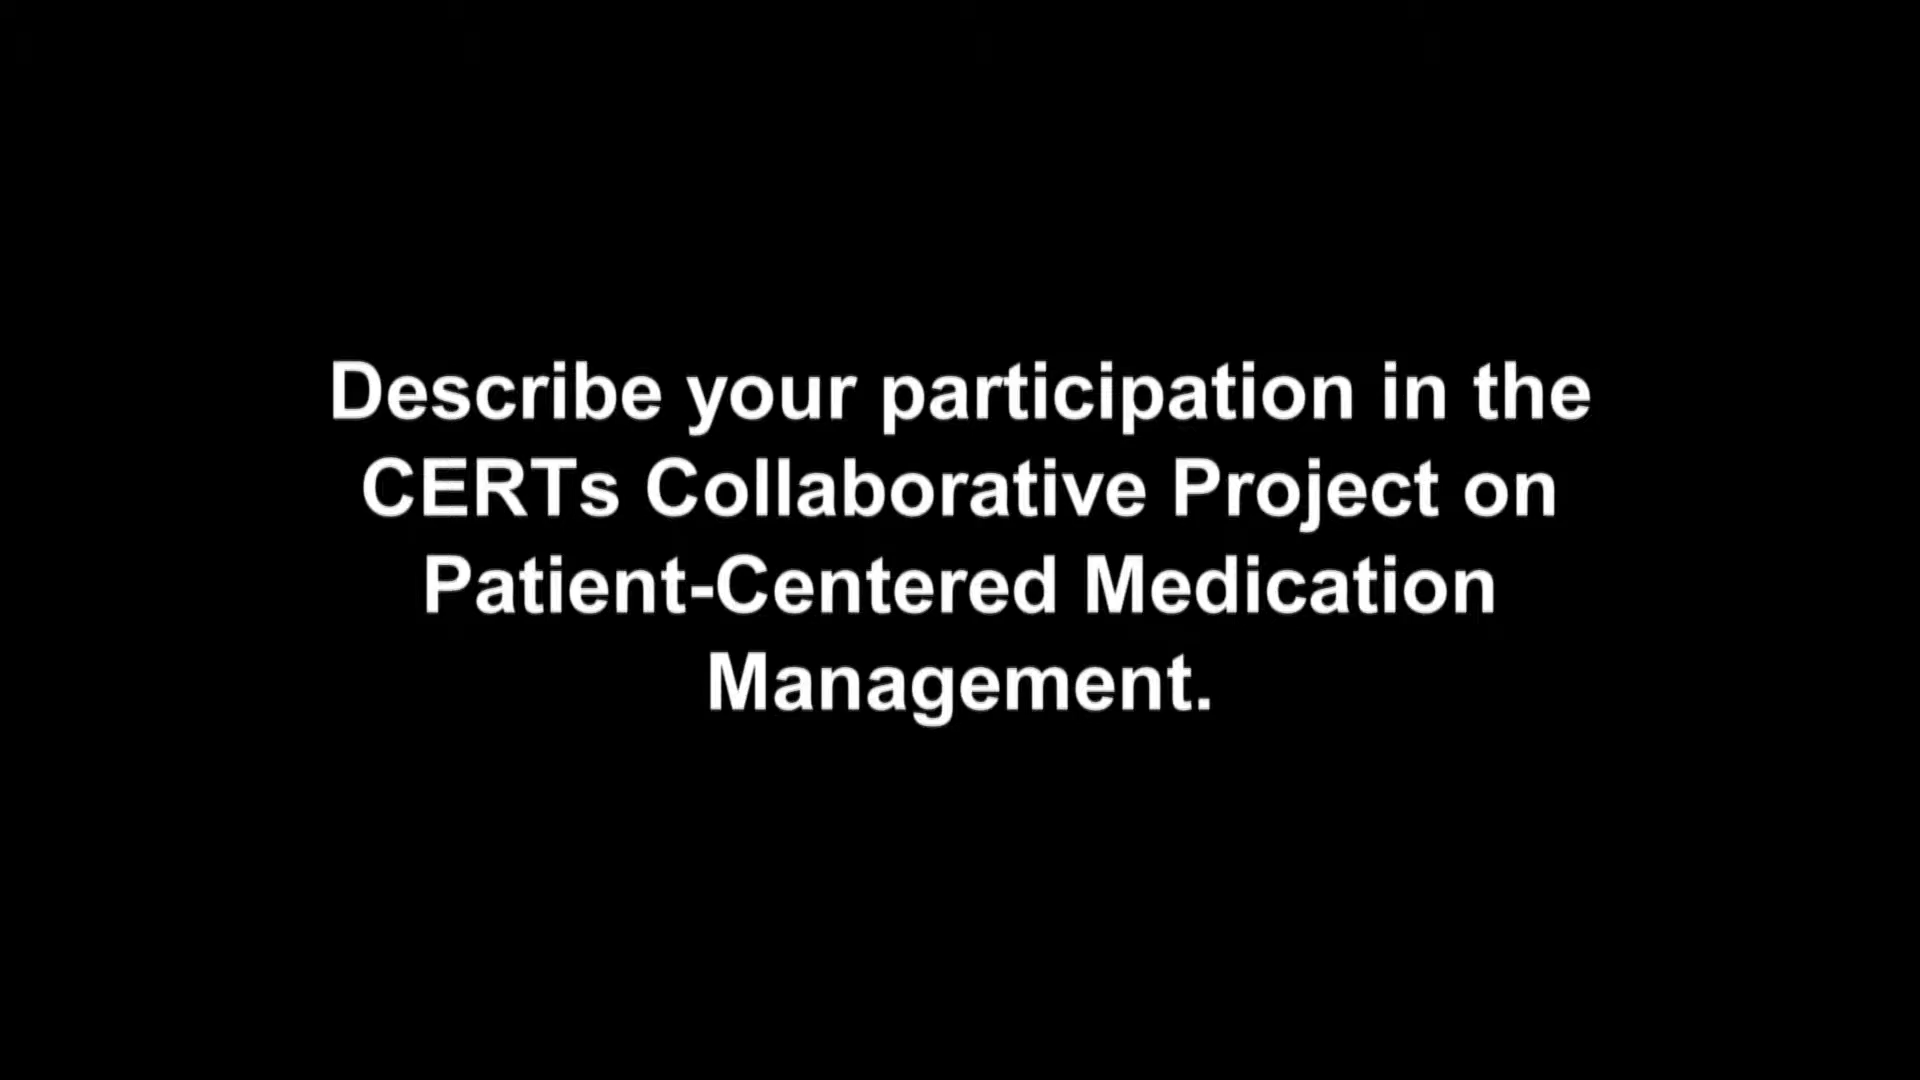 Describe your participation in the
CERTs Collaborative Project on
Patient-Centered Medication
Management.